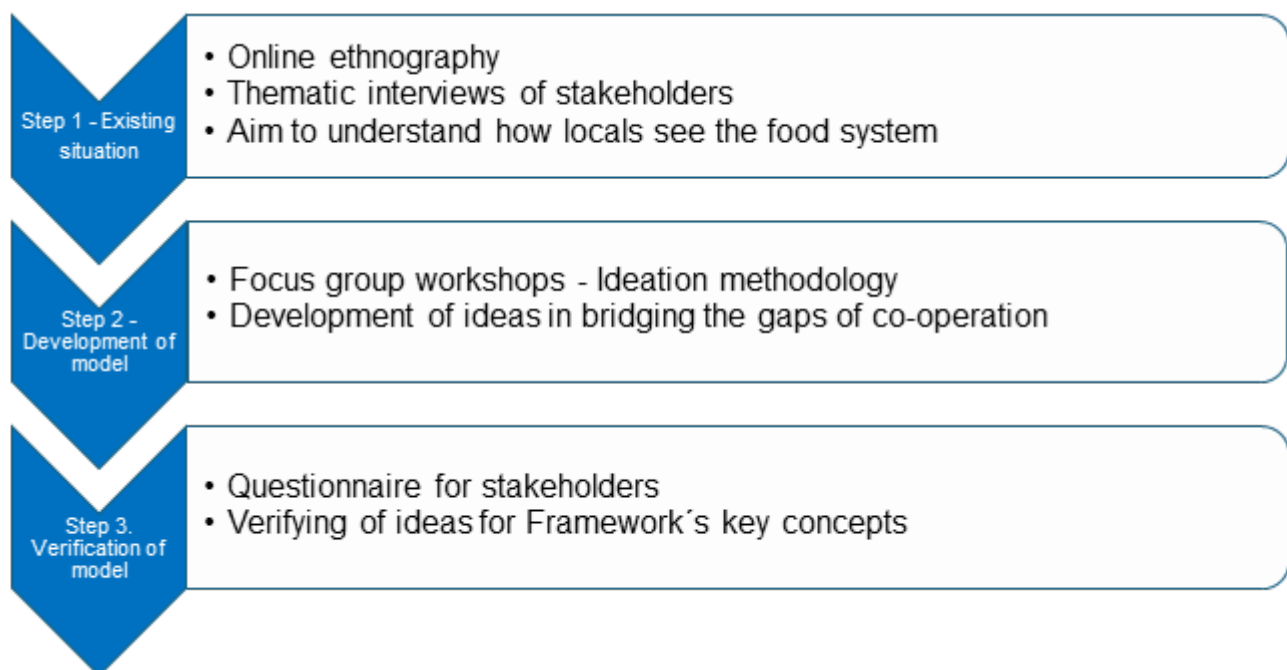 Step 1 - Existing
situation
• Online ethnography
• Thematic interviews of stakeholders
• Aim to understand how locals see the food system
Step 2 -
Development of
model
• Focus group workshops - Ideation methodology
• Development of ideas in bridging the gaps of co-operation
Step 3.
Verification of
model
• Questionnaire for stakeholders
• Verifying of ideas for Framework´s key concepts